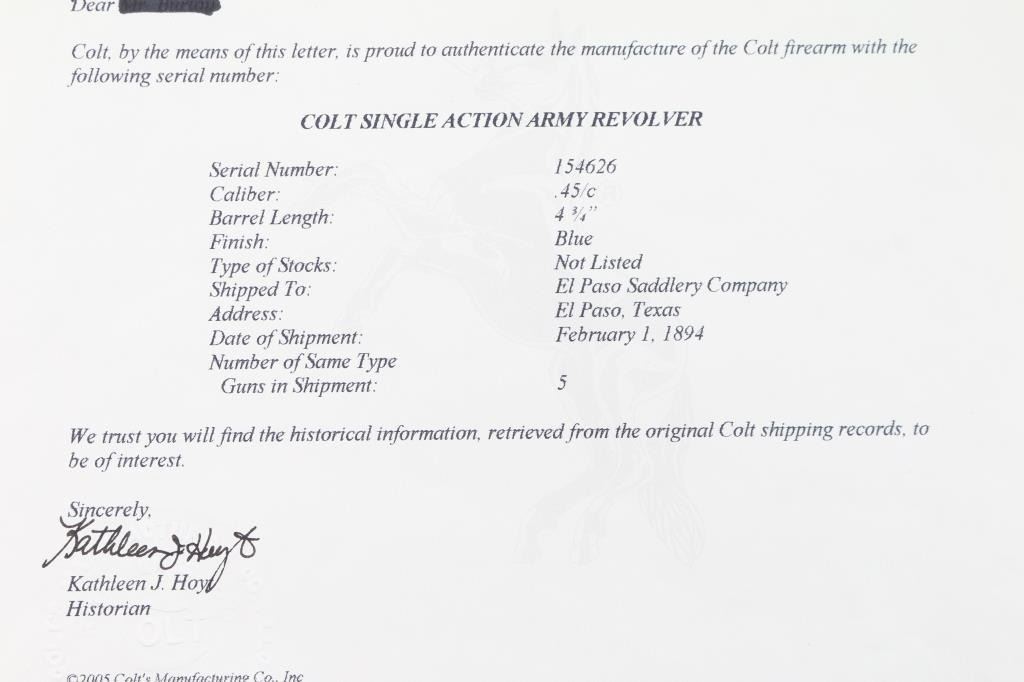 Dear
Colt, by the means of this letter, is proud to authenticate the manufacture of the Colt firearm with the
following serial number:
COLT SINGLE ACTION ARMY REVOLVER
Serial Number: 154626
Caliber: .45/c
Barrel Length: 4 ¾”
Finish: Blue
Type of Stocks: Not Listed
Shipped To: El Paso Saddlery Company
Address: El Paso, Texas
Date of Shipment: February 1, 1894
Number of Same Type
Guns in Shipment: 5
We trust you will find the historical information, retrieved from the original Colt shipping records, to
be of interest.
Sincerely,
Kathleen J Hoyt
Kathleen J. Hoyt
Historian
OLT
©2005 Colt's Manufacturing Co., Inc